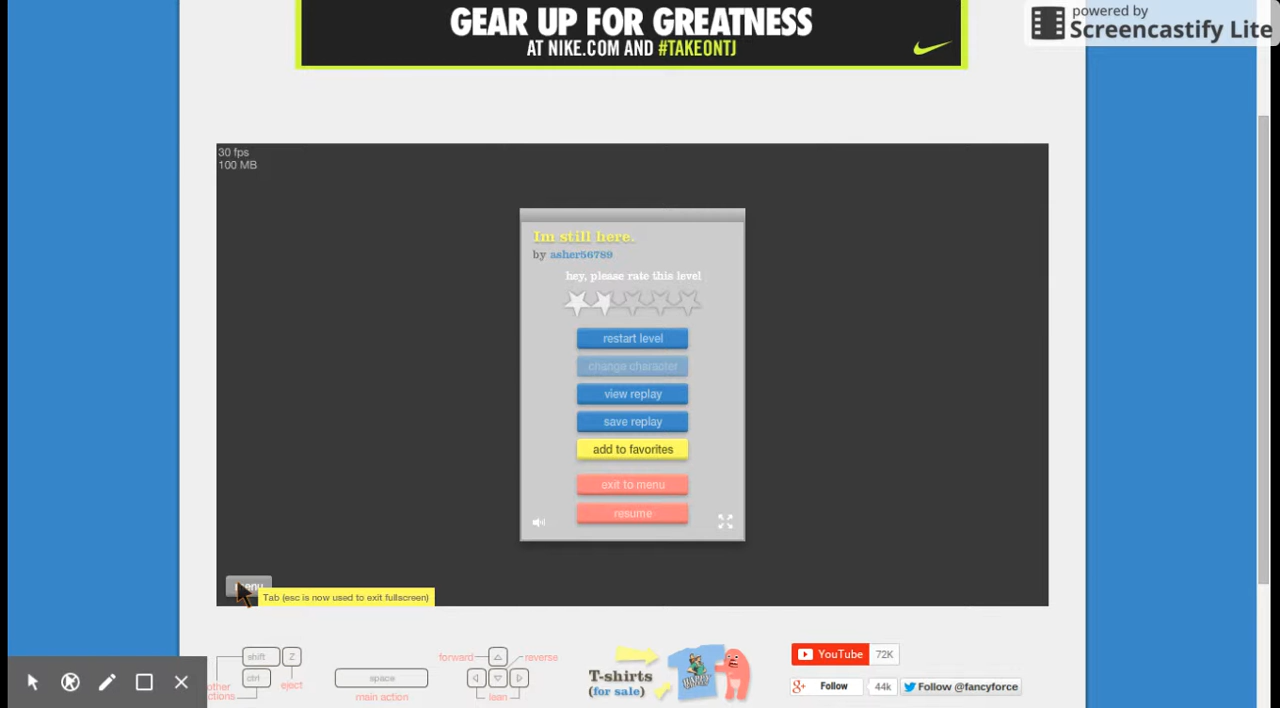 GEAR UP FOR GREATNESS
AT NIKE.COM AND #TAKEONTJ
powered by
Screencastify Lite
30 fps
100 MB
Im still here.
by asher56789
hey, please rate this level
restart level
change character
view replay
save replay
add to favorites
exit to menu
resume
Tab (esc is now used to exit fullscreen)
shift Z
ctrl
eject
space
main action
forward
reverse
lean
T-shirts
(for sale)
YouTube 72K
Follow 44k
Follow @fancyforce